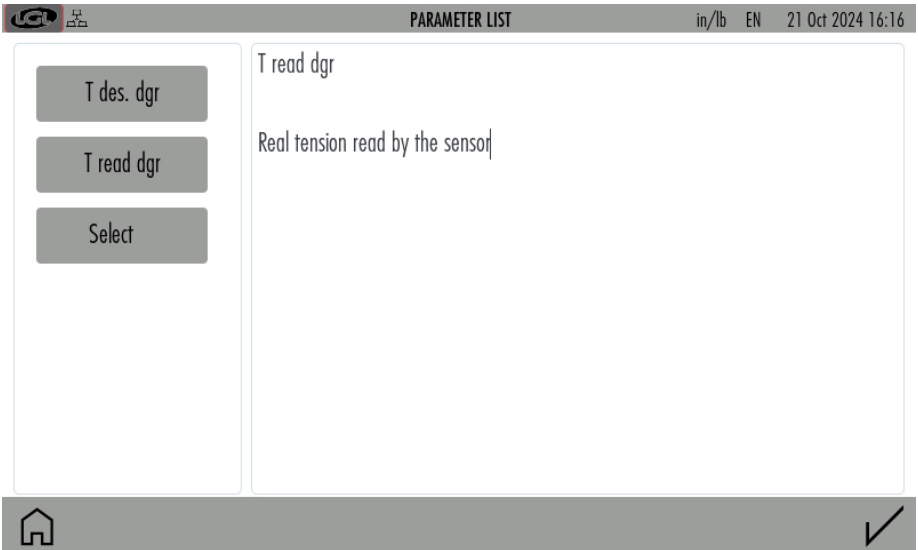 LGL
PARAMETER LIST
in/lb EN 21 Oct 2024 16:16
T des. dgr
T read dgr
Select
T read dgr
Real tension read by the sensor